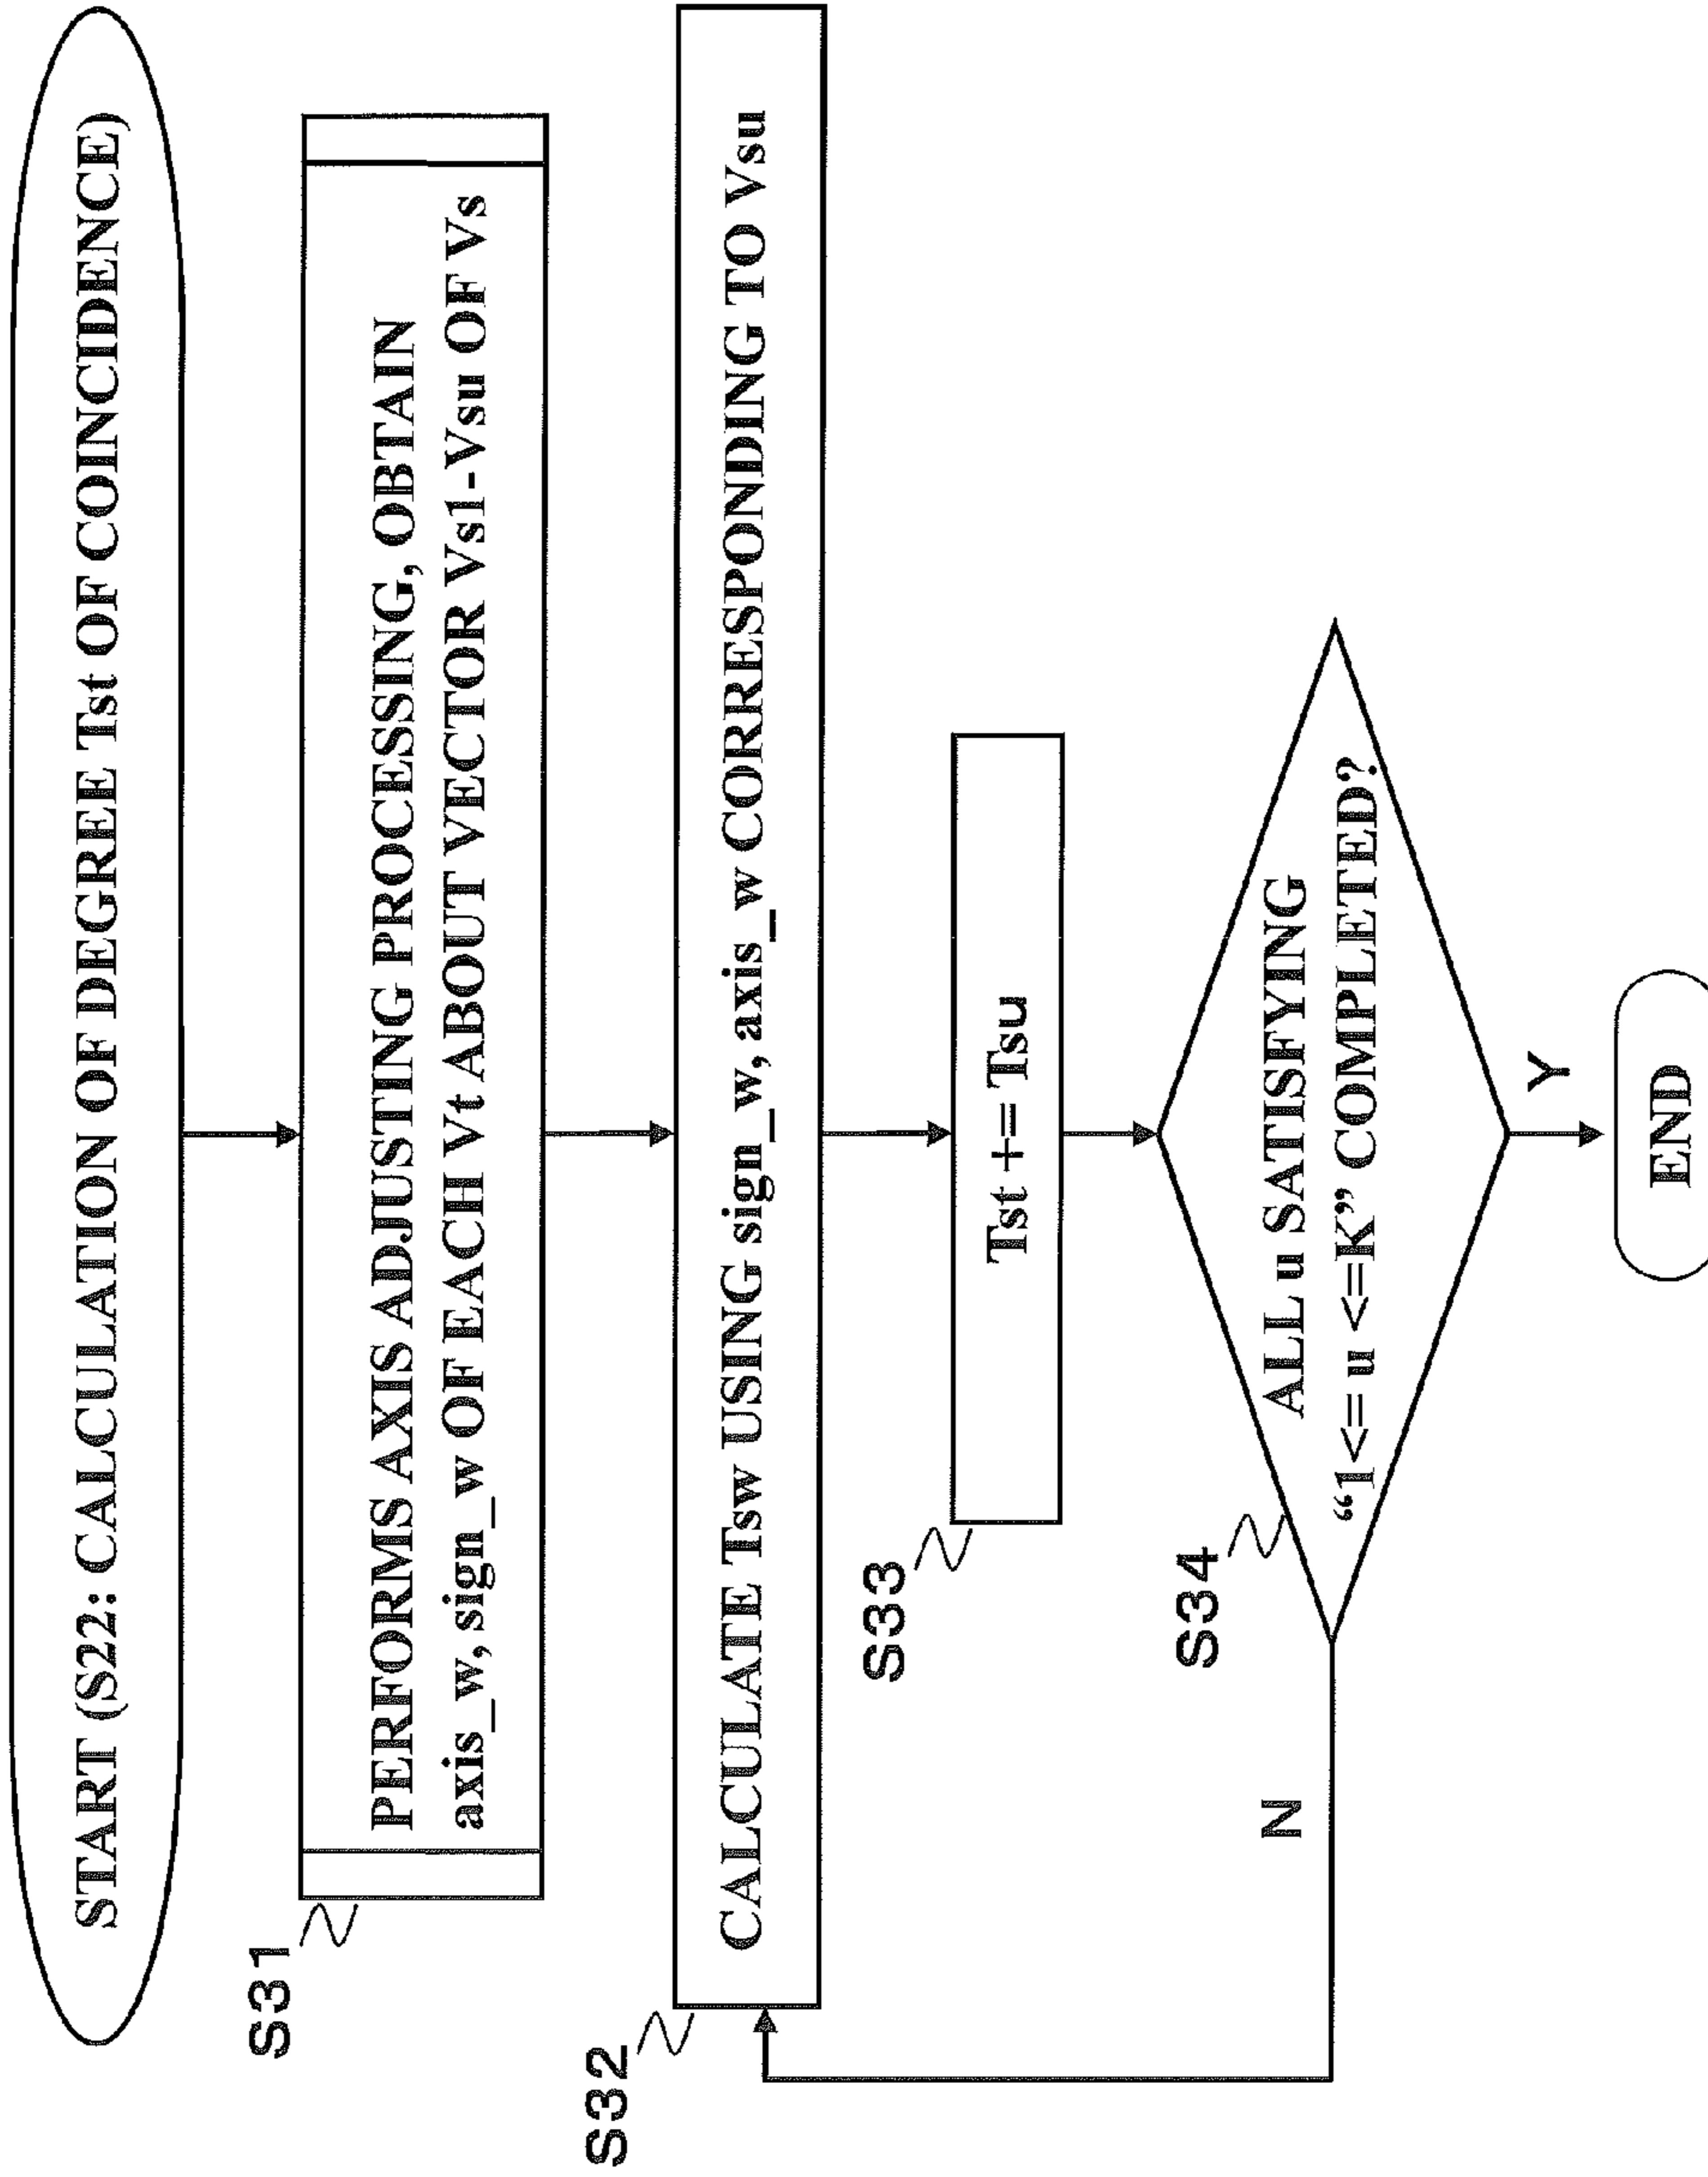 START (S22: CALCULATION OF DEGREE Tst OF COINCIDENCE)
S31
PERFORMS AXIS ADJUSTING PROCESSING, OBTAIN
axis_w, sign_w OF EACH Vt ABOUT VECTOR Vs1-Vsu OF Vs
S32
CALCULATE Tsw USING sign_w, axis_w CORRESPONDING TO Vsu
S33
Tst += Tsu
S34
ALL u SATISFYING
“1<= u <=K” COMPLETED?
N
Y
END